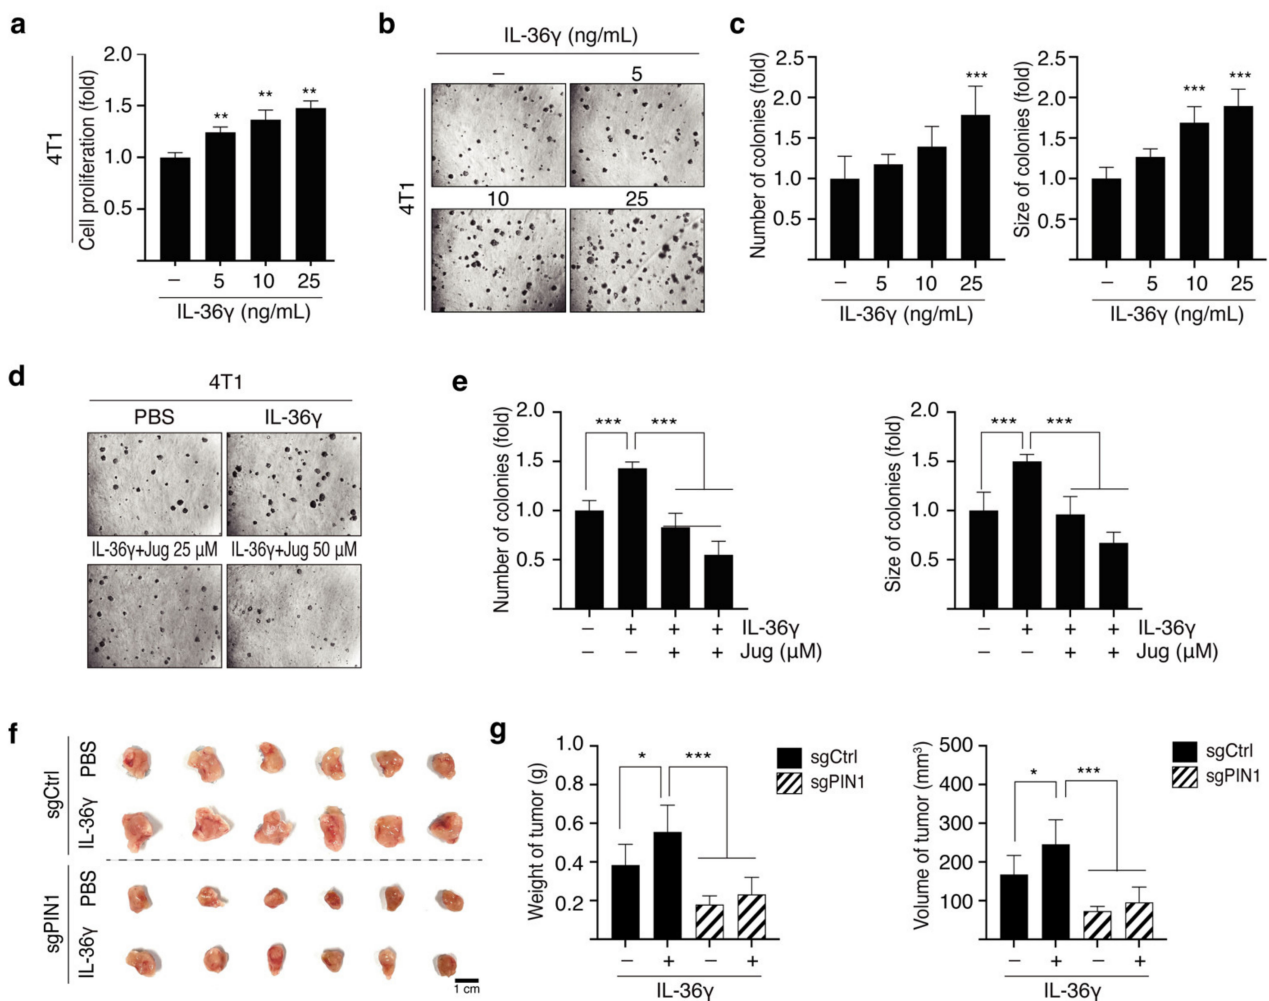 a
4T1
Cell proliferation (fold)
2.0
1.5
1.0
0.5
** ** **
– 5 10 25
IL-36γ (ng/mL)
b
IL-36γ (ng/mL)
4T1
– 5
10 25
c
Number of colonies (fold)
2.5
2.0
1.5
1.0
0.5
***
– 5 10 25
IL-36γ (ng/mL)
Size of colonies (fold)
2.5
2.0
1.5
1.0
0.5
*** ***
– 5 10 25
IL-36γ (ng/mL)
d
4T1
PBS IL-36γ
IL-36γ+Jug 25 µM IL-36γ+Jug 50 µM
e
Number of colonies (fold)
2.0
1.5
1.0
0.5
*** ***
– + + + IL-36γ
– – + + Jug (µM)
Size of colonies (fold)
2.0
1.5
1.0
0.5
*** ***
– + + + IL-36γ
– – + + Jug (µM)
f
sgCtrl
PBS
IL-36γ
sgPIN1
PBS
IL-36γ
1 cm
g
Weight of tumor (g)
1.0
0.8
0.6
0.4
0.2
* ***
sgCtrl
sgPIN1
– + – +
IL-36γ
Volume of tumor (mm³)
500
400
300
200
100
* ***
sgCtrl
sgPIN1
– + – +
IL-36γ